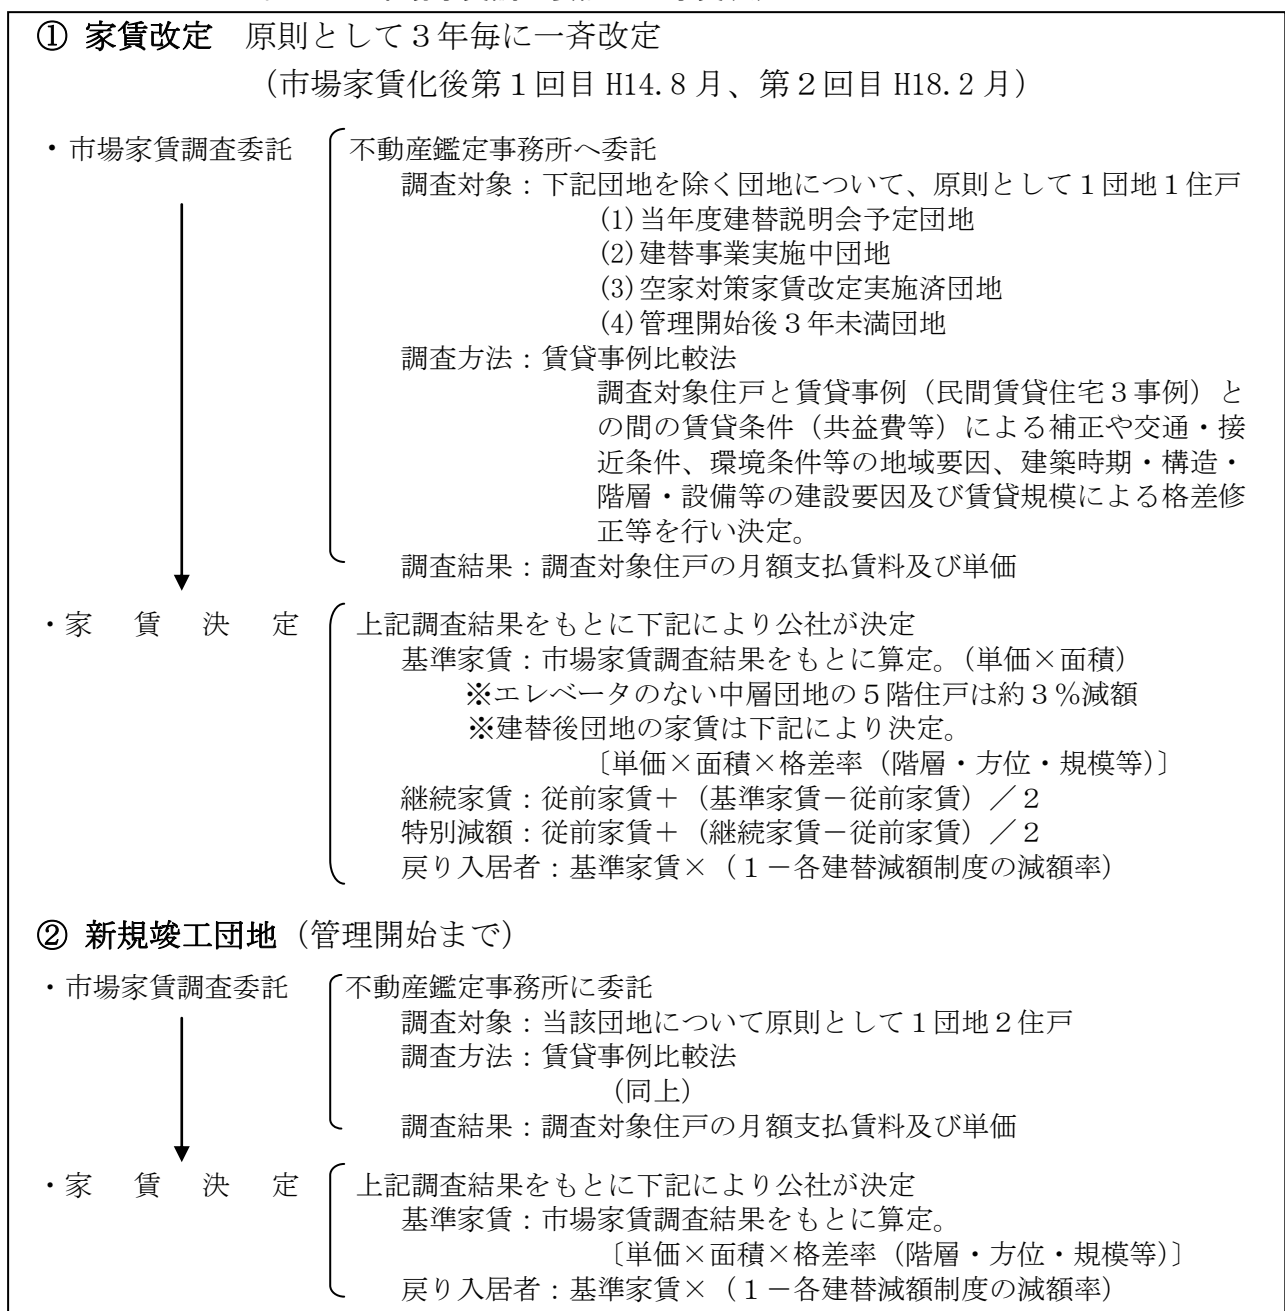 ① 家賃改定 原則として３年毎に一斉改定
（市場家賃化後第１回目 H14.8 月、第２回目 H18.2 月）
・市場家賃調査委託 不動産鑑定事務所へ委託
調査対象：下記団地を除く団地について、原則として１団地１住戸
(1)当年度建替説明会予定団地
(2)建替事業実施中団地
(3)空家対策家賃改定実施済団地
(4)管理開始後３年未満団地
調査方法：賃貸事例比較法
調査対象住戸と賃貸事例（民間賃貸住宅３事例）と
の間の賃貸条件（共益費等）による補正や交通・接
近条件、環境条件等の地域要因、建築時期・構造・
階層・設備等の建設要因及び賃貸規模による格差修
正等を行い決定。
調査結果：調査対象住戸の月額支払賃料及び単価
・家 賃 決 定 上記調査結果をもとに下記により公社が決定
基準家賃：市場家賃調査結果をもとに算定。（単価×面積）
※エレベータのない中層団地の５階住戸は約３％減額
※建替後団地の家賃は下記により決定。
〔単価×面積×格差率（階層・方位・規模等）〕
継続家賃：従前家賃＋（基準家賃－従前家賃）／２
特別減額：従前家賃＋（継続家賃－従前家賃）／２
戻り入居者：基準家賃×（１－各建替減額制度の減額率）
② 新規竣工団地（管理開始まで）
・市場家賃調査委託 不動産鑑定事務所に委託
調査対象：当該団地について原則として１団地２住戸
調査方法：賃貸事例比較法
（同上）
調査結果：調査対象住戸の月額支払賃料及び単価
・家 賃 決 定 上記調査結果をもとに下記により公社が決定
基準家賃：市場家賃調査結果をもとに算定。
〔単価×面積×格差率（階層・方位・規模等）〕
戻り入居者：基準家賃×（１－各建替減額制度の減額率）